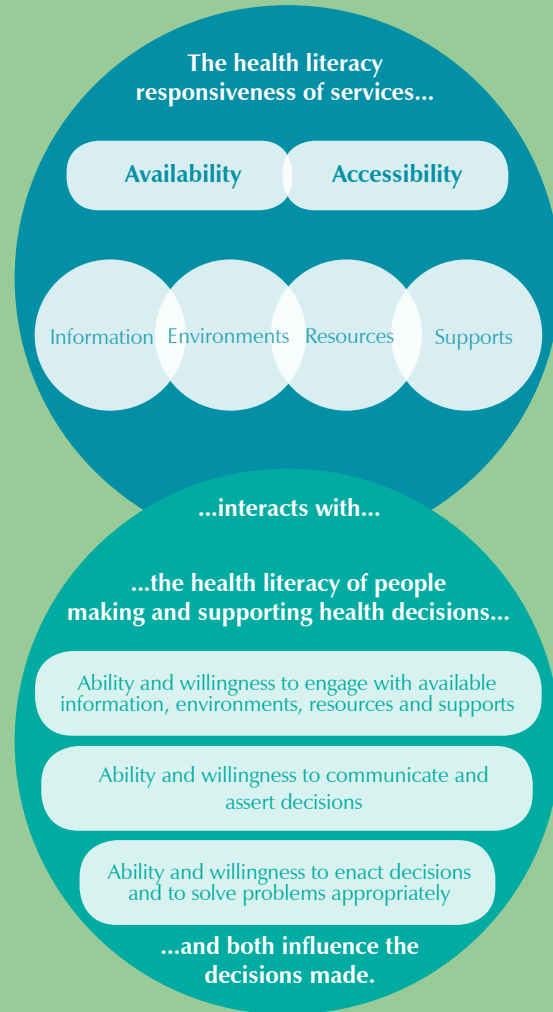 The health literacy
responsiveness of services...
Availability
Accessibility
Information
Environments
Resources
Supports
...interacts with...
...the health literacy of people
making and supporting health decisions...
Ability and willingness to engage with available
information, environments, resources and supports
Ability and willingness to communicate and
assert decisions
Ability and willingness to enact decisions
and to solve problems appropriately
...and both influence the
decisions made.